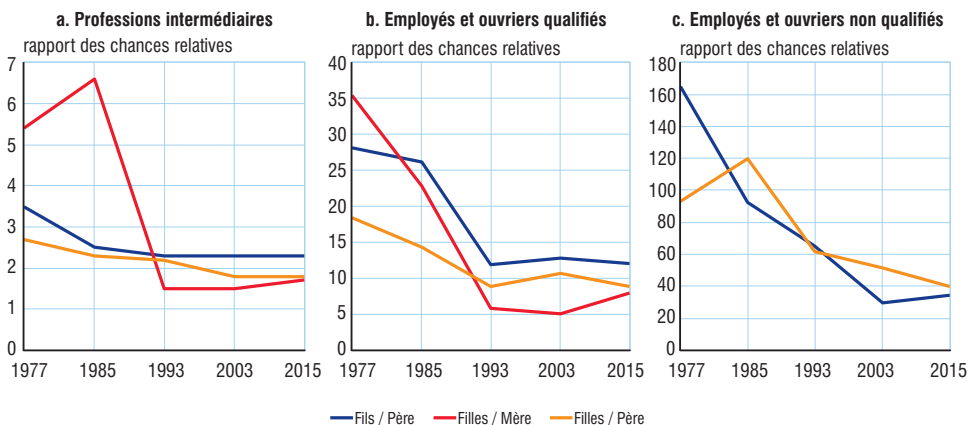 a. Professions intermédiaires
rapport des chances relatives
7
6
5
4
3
2
1
0
1977 1985 1993 2003 2015
b. Employés et ouvriers qualifiés
rapport des chances relatives
40
35
30
25
20
15
10
5
0
1977 1985 1993 2003 2015
c. Employés et ouvriers non qualifiés
rapport des chances relatives
180
160
140
120
100
80
60
40
20
0
1977 1985 1993 2003 2015
Fils / Père Filles / Mère Filles / Père